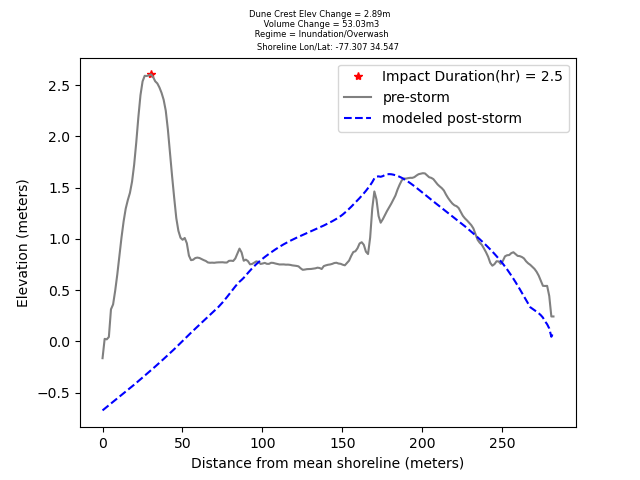 Dune Crest Elev Change = 2.89m
Volume Change = 53.03m3
Regime = Inundation/Overwash
Shoreline Lon/Lat: -77.307 34.547
Impact Duration(hr) = 2.5
pre-storm
modeled post-storm
Elevation (meters)
2.5
2.0
1.5
1.0
0.5
0.0
−0.5
0 50 100 150 200 250
Distance from mean shoreline (meters)